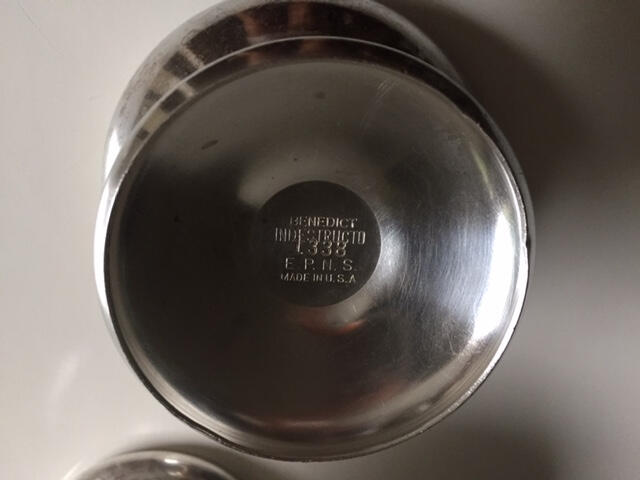 BENEDICT
INDESTRUCTO
1338
E. P. N. S.
MADE IN U.S.A